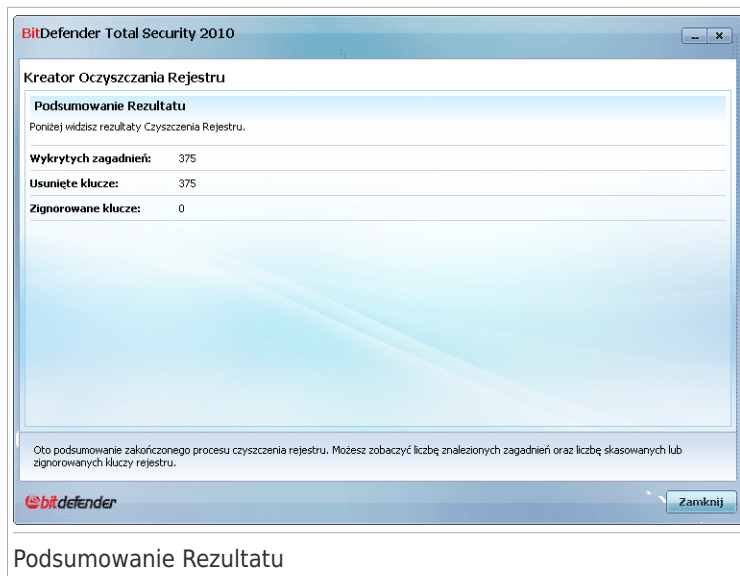 BitDefender Total Security 2010
Kreator Oczyszczania Rejestru
Podsumowanie Rezultatu
Poniżej widzisz rezultaty Czyszczenia Rejestru.
Wykrytych zagadnień: 375
Usunięte klucze: 375
Zignorowane klucze: 0
Oto podsumowanie zakończonego procesu czyszczenia rejestru. Możesz zobaczyć liczbę znalezionych zagadnień oraz liczbę skasowanych lub
zignorowanych kluczy rejestru.
bitdefender
Zamknij
Podsumowanie Rezultatu